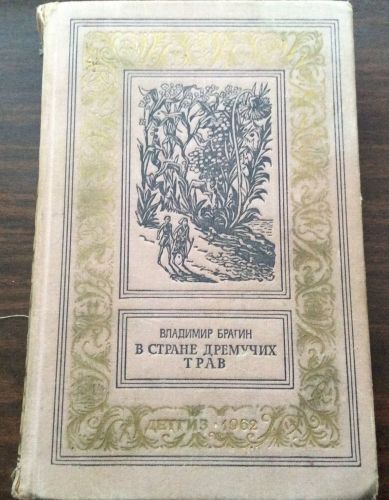 ВЛАДИМИР БРАГИН
В СТРАНЕ ДРЕМУЧИХ
ТРАВ
ДЕТГИЗ · 1962